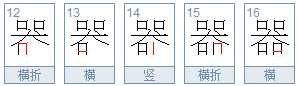 12 13 14 15 16
器 器 器 器 器
横折 横 竖 横折 横